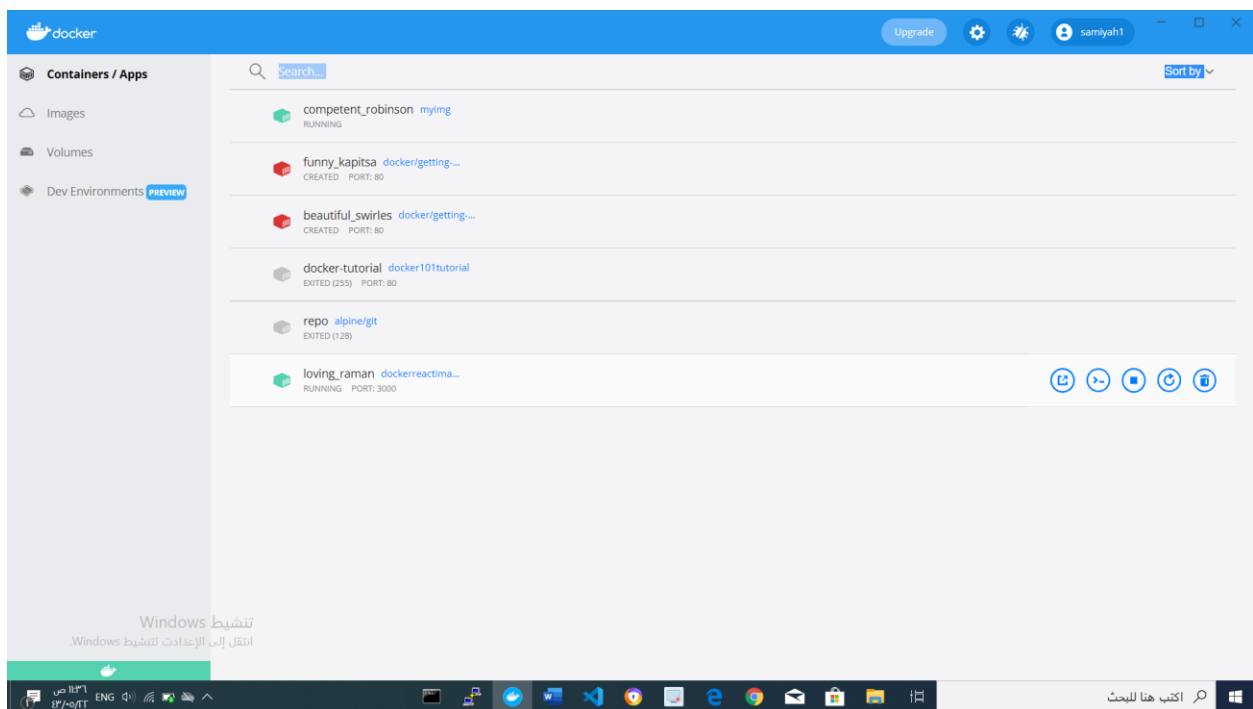 docker
Upgrade
samiyah1
Containers / Apps
Images
Volumes
Dev Environments PREVIEW
Search...
Sort by
competent_robinson myimg
RUNNING
funny_kapitsa docker/getting-...
CREATED PORT: 80
beautiful_swirles docker/getting-...
CREATED PORT: 80
docker-tutorial docker101tutorial
EXITED (255) PORT: 80
repo alpine/git
EXITED (128)
loving_raman dockerreactima...
RUNNING PORT: 3000
تنشيط Windows
انتقل إلى الإعدادات لتنشيط Windows.
١١:٣٦ ص
ENG
اكتب هنا للبحث